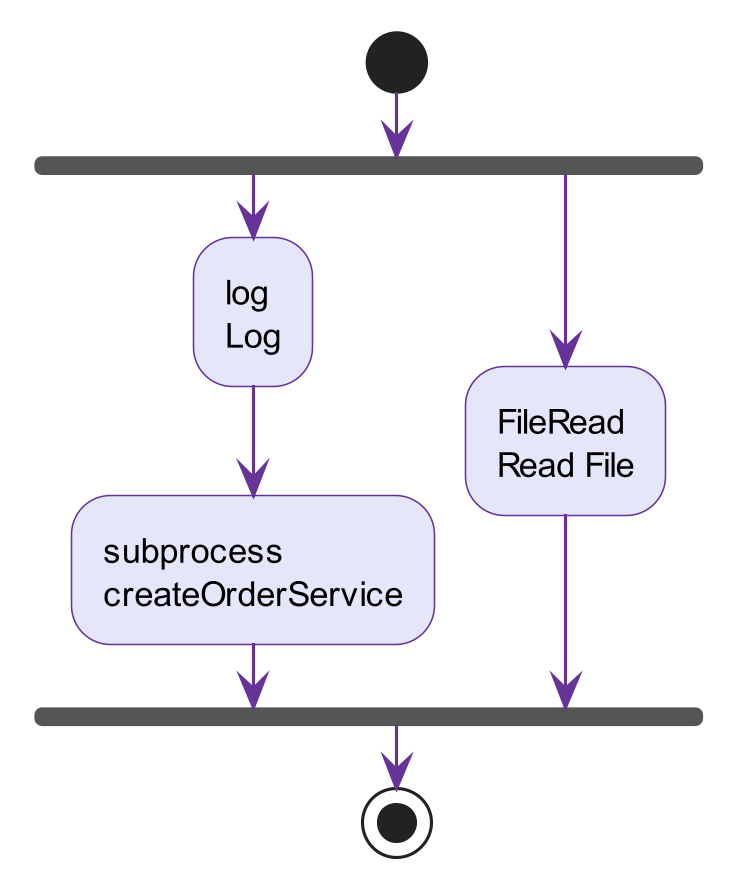 log
Log
FileRead
Read File
subprocess
createOrderService